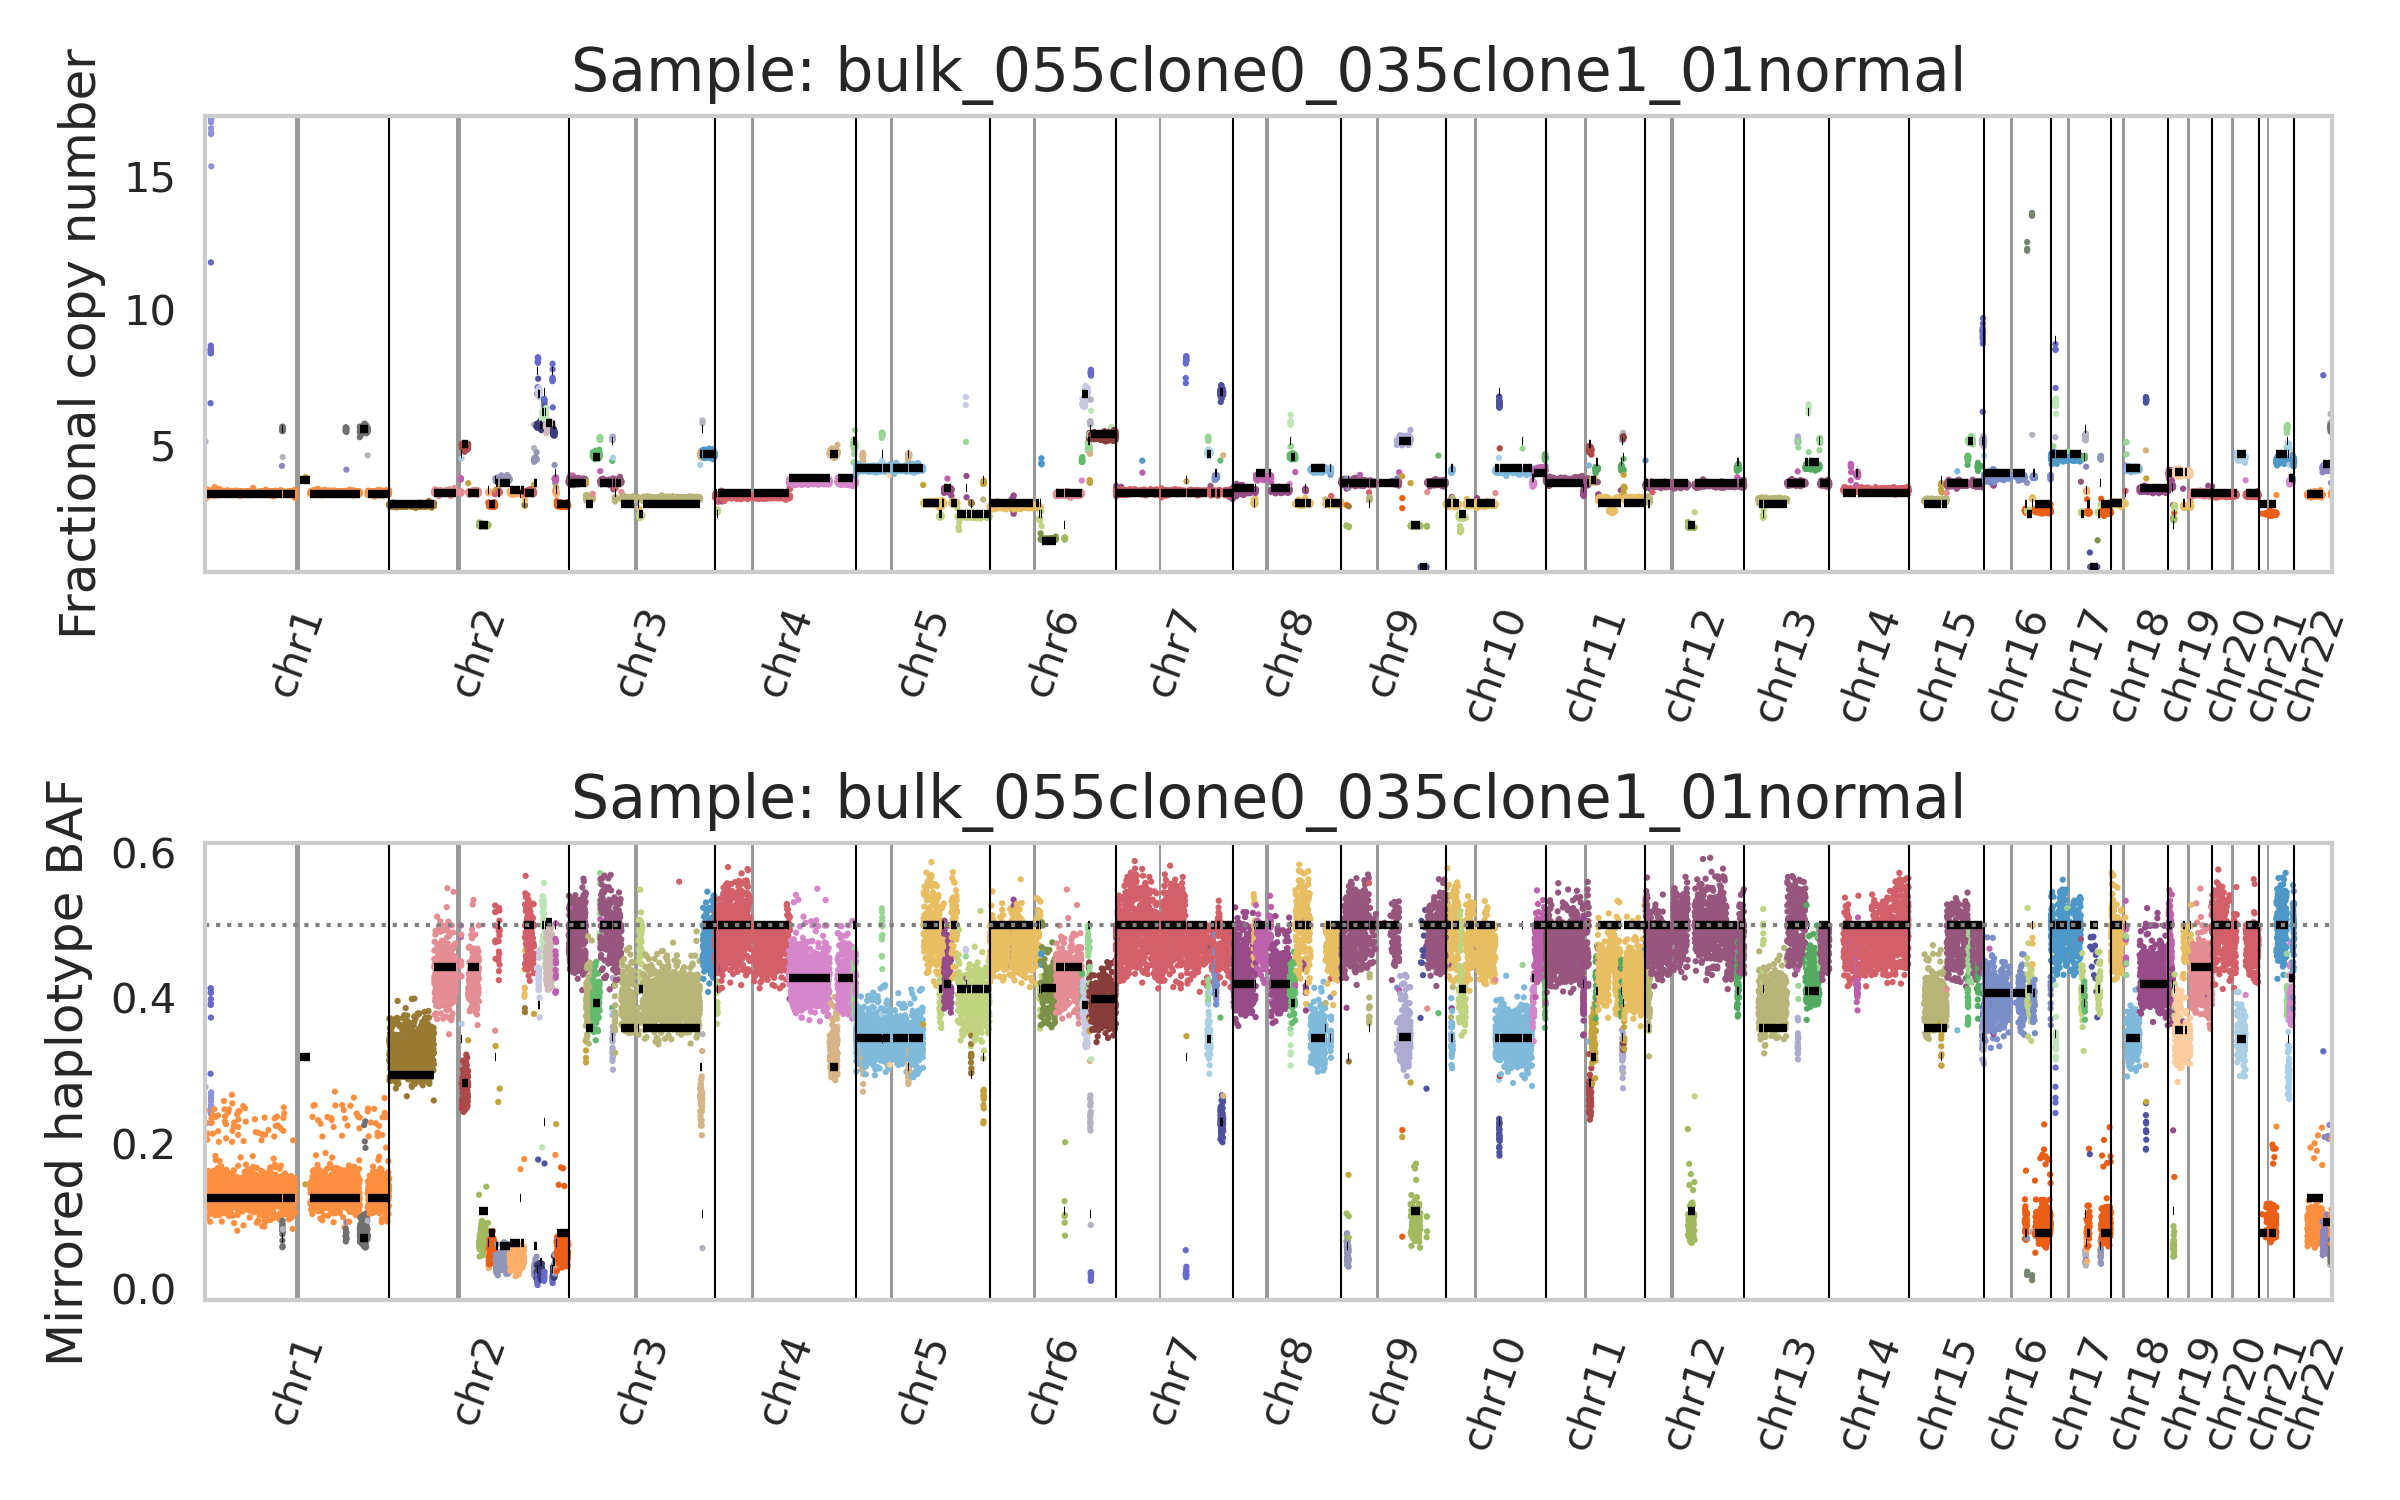 Sample: bulk_055clone0_035clone1_01normal
Fractional copy number
15
10
5
chr1 chr2 chr3 chr4 chr5 chr6 chr7 chr8 chr9 chr10 chr11 chr12 chr13 chr14 chr15 chr16 chr17 chr18 chr19 chr20 chr21 chr22
Sample: bulk_055clone0_035clone1_01normal
Mirrored haplotype BAF
0.6
0.4
0.2
0.0
chr1 chr2 chr3 chr4 chr5 chr6 chr7 chr8 chr9 chr10 chr11 chr12 chr13 chr14 chr15 chr16 chr17 chr18 chr19 chr20 chr21 chr22